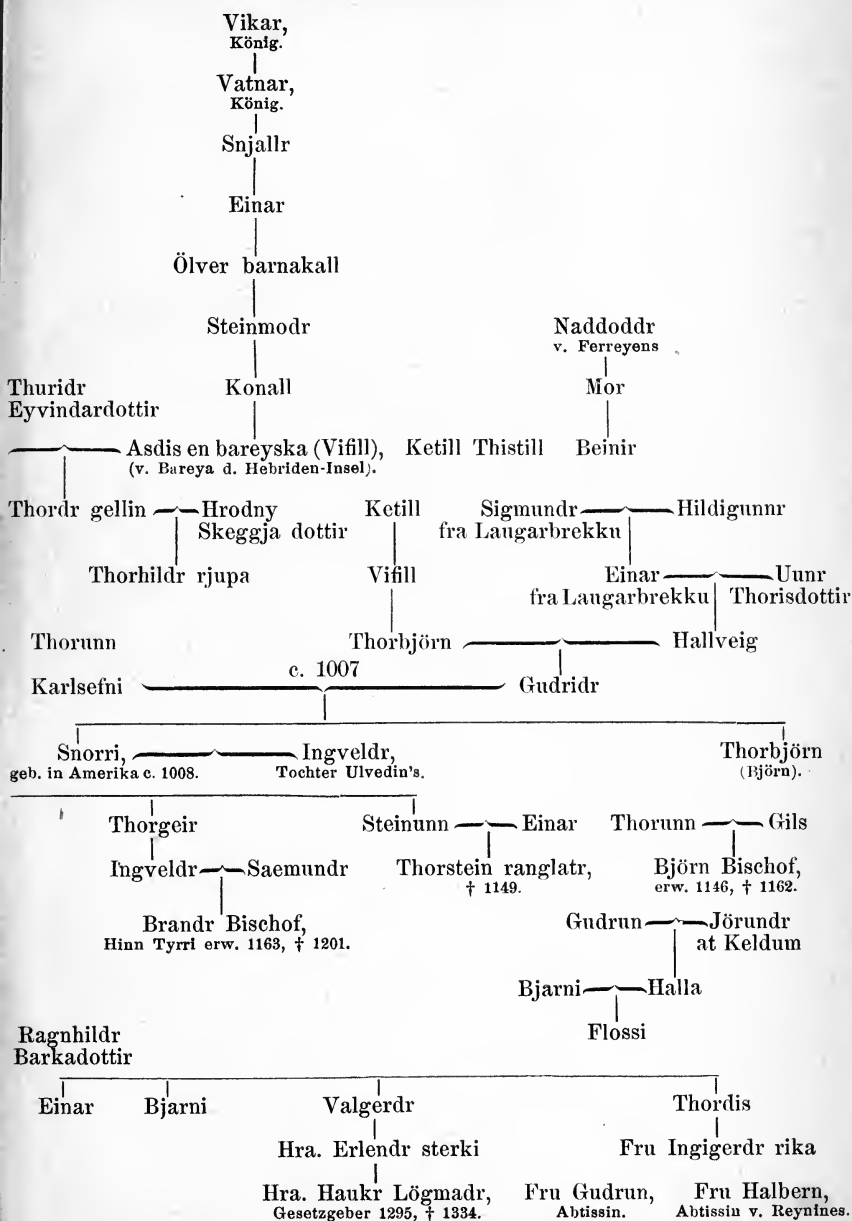 Vikar,
König.
Vatnar,
König.
Snjallr
Einar
Ölver barnakall
Steinmodr
Naddoddr
v. Ferreyens
Thuridr
Eyvindardottir
Konall
Mor
Asdis en bareyska (Vifill),
(v. Bareya d. Hebriden-Insel).
Ketill Thistill
Beinir
Thordr gellin
Hrodny
Skeggja dottir
Ketill
Sigmundr
fra Laugarbrekku
Hildigunnr
Thorhildr rjupa
Vifill
Einar
fra Laugarbrekku
Uunr
Thorisdottir
Thorunn
Thorbjörn
Hallveig
c. 1007
Karlsefni
Gudridr
Snorri,
geb. in Amerika c. 1008.
Ingveldr,
Tochter Ulvedin's.
Thorbjörn
(Björn).
Thorgeir
Steinunn
Einar
Thorunn
Gils
Ingveldr
Saemundr
Thorstein ranglatr,
† 1149.
Björn Bischof,
erw. 1146, † 1162.
Brandr Bischof,
Hinn Tyrri erw. 1163, † 1201.
Gudrun
Jörundr
at Keldum
Bjarni
Halla
Flossi
Ragnhildr
Barkadottir
Einar
Bjarni
Valgerdr
Thordis
Hra. Erlendr sterki
Fru Ingigerdr rika
Hra. Haukr Lögmadr,
Gesetzgeber 1295, † 1334.
Fru Gudrun,
Abtissin.
Fru Halbern,
Abtissiu v. Reynines.